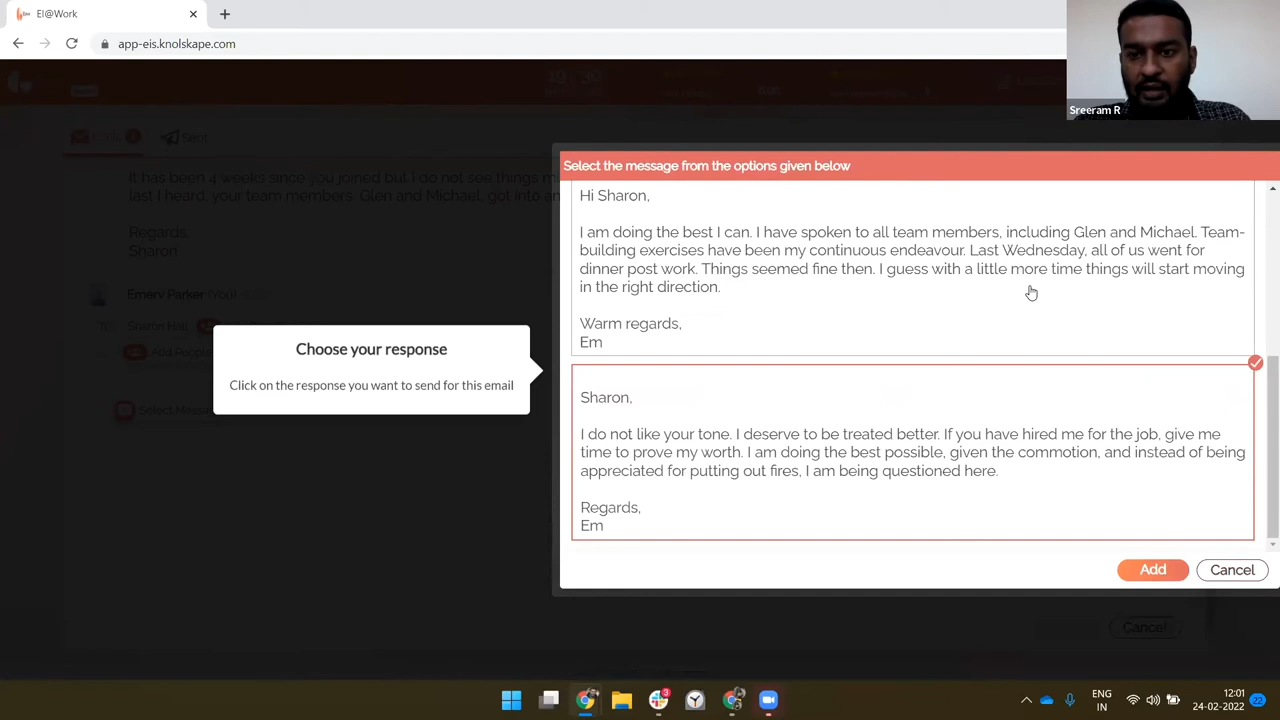 EI@Work
app-eis.knolskape.com
Sreeram R
Sent
Select the message from the options given below
It has been 4 weeks since you joined but I do not see things
last I heard, your team members, Glen and Michael, got into
Regards,
Sharon
Hi Sharon,
I am doing the best I can. I have spoken to all team members, including Glen and Michael. Team-
building exercises have been my continuous endeavour. Last Wednesday, all of us went for
dinner post work. Things seemed fine then. I guess with a little more time things will start moving
in the right direction.
Warm regards,
Em
Emery Parker (You)
Sharon Hall
Choose your response
Click on the response you want to send for this email
Sharon,
I do not like your tone. I deserve to be treated better. If you have hired me for the job, give me
time to prove my worth. I am doing the best possible, given the commotion, and instead of being
appreciated for putting out fires, I am being questioned here.
Regards,
Em
Add Cancel
Cancel
3
ENG
IN
12:01
24-02-2022
22